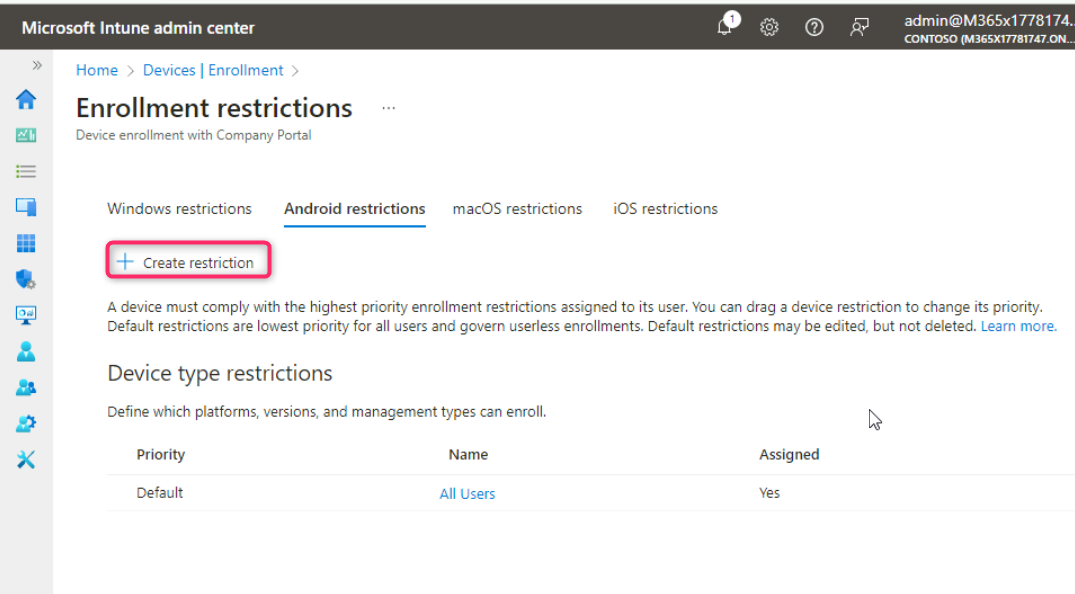 Microsoft Intune admin center
1
admin@M365x1778174...
CONTOSO (M365X17781747.ON...
Home > Devices | Enrollment >
Enrollment restrictions ...
Device enrollment with Company Portal
Windows restrictions Android restrictions macOS restrictions iOS restrictions
+ Create restriction
A device must comply with the highest priority enrollment restrictions assigned to its user. You can drag a device restriction to change its priority.
Default restrictions are lowest priority for all users and govern userless enrollments. Default restrictions may be edited, but not deleted. Learn more.
Device type restrictions
Define which platforms, versions, and management types can enroll.
Priority Name Assigned
Default All Users Yes